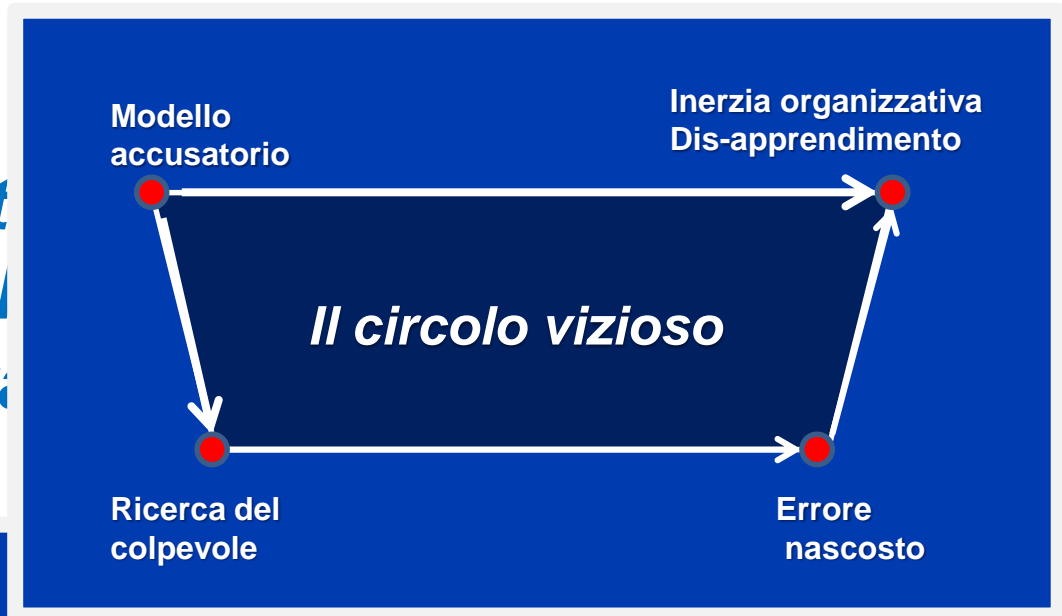 Modello
accusatorio
Inerzia organizzativa
Dis-apprendimento
Il circolo vizioso
Ricerca del
colpevole
Errore
nascosto